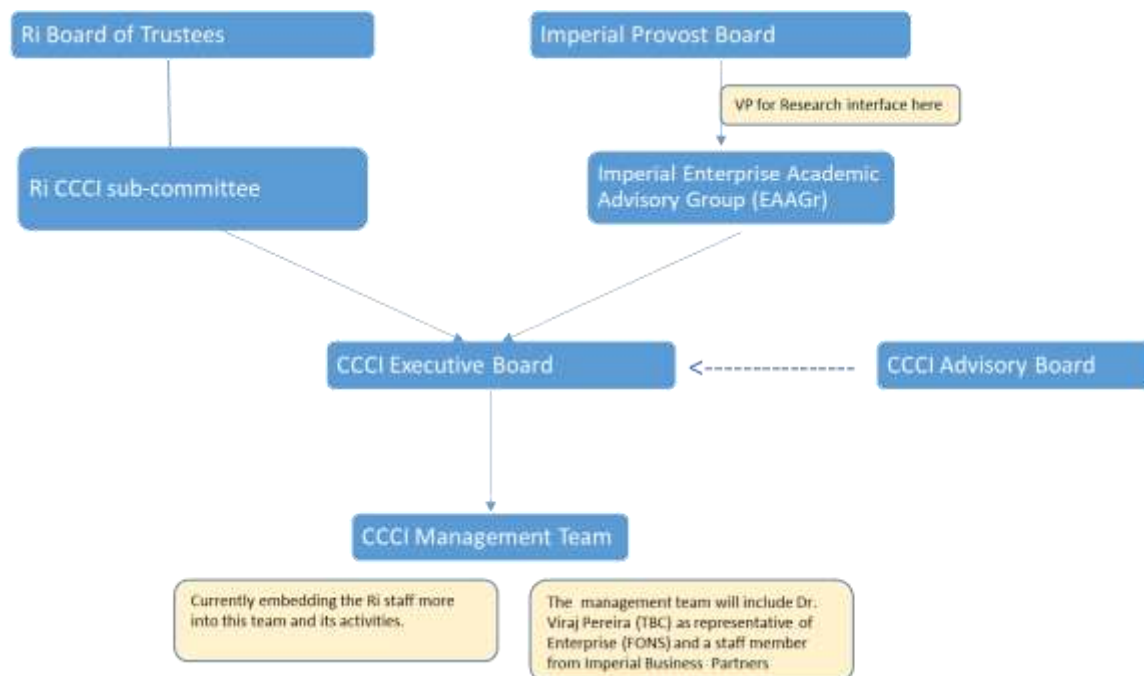 Ri Board of Trustees
Imperial Provost Board
VP for Research interface here
Ri CCCI sub-committee
Imperial Enterprise Academic
Advisory Group (EAAGr)
CCCI Executive Board
CCCI Advisory Board
CCCI Management Team
Currently embedding the Ri staff more
into this team and its activities.
The management team will include Dr.
Viraj Pereira (TBC) as representative of
Enterprise (FONS) and a staff member
from Imperial Business Partners